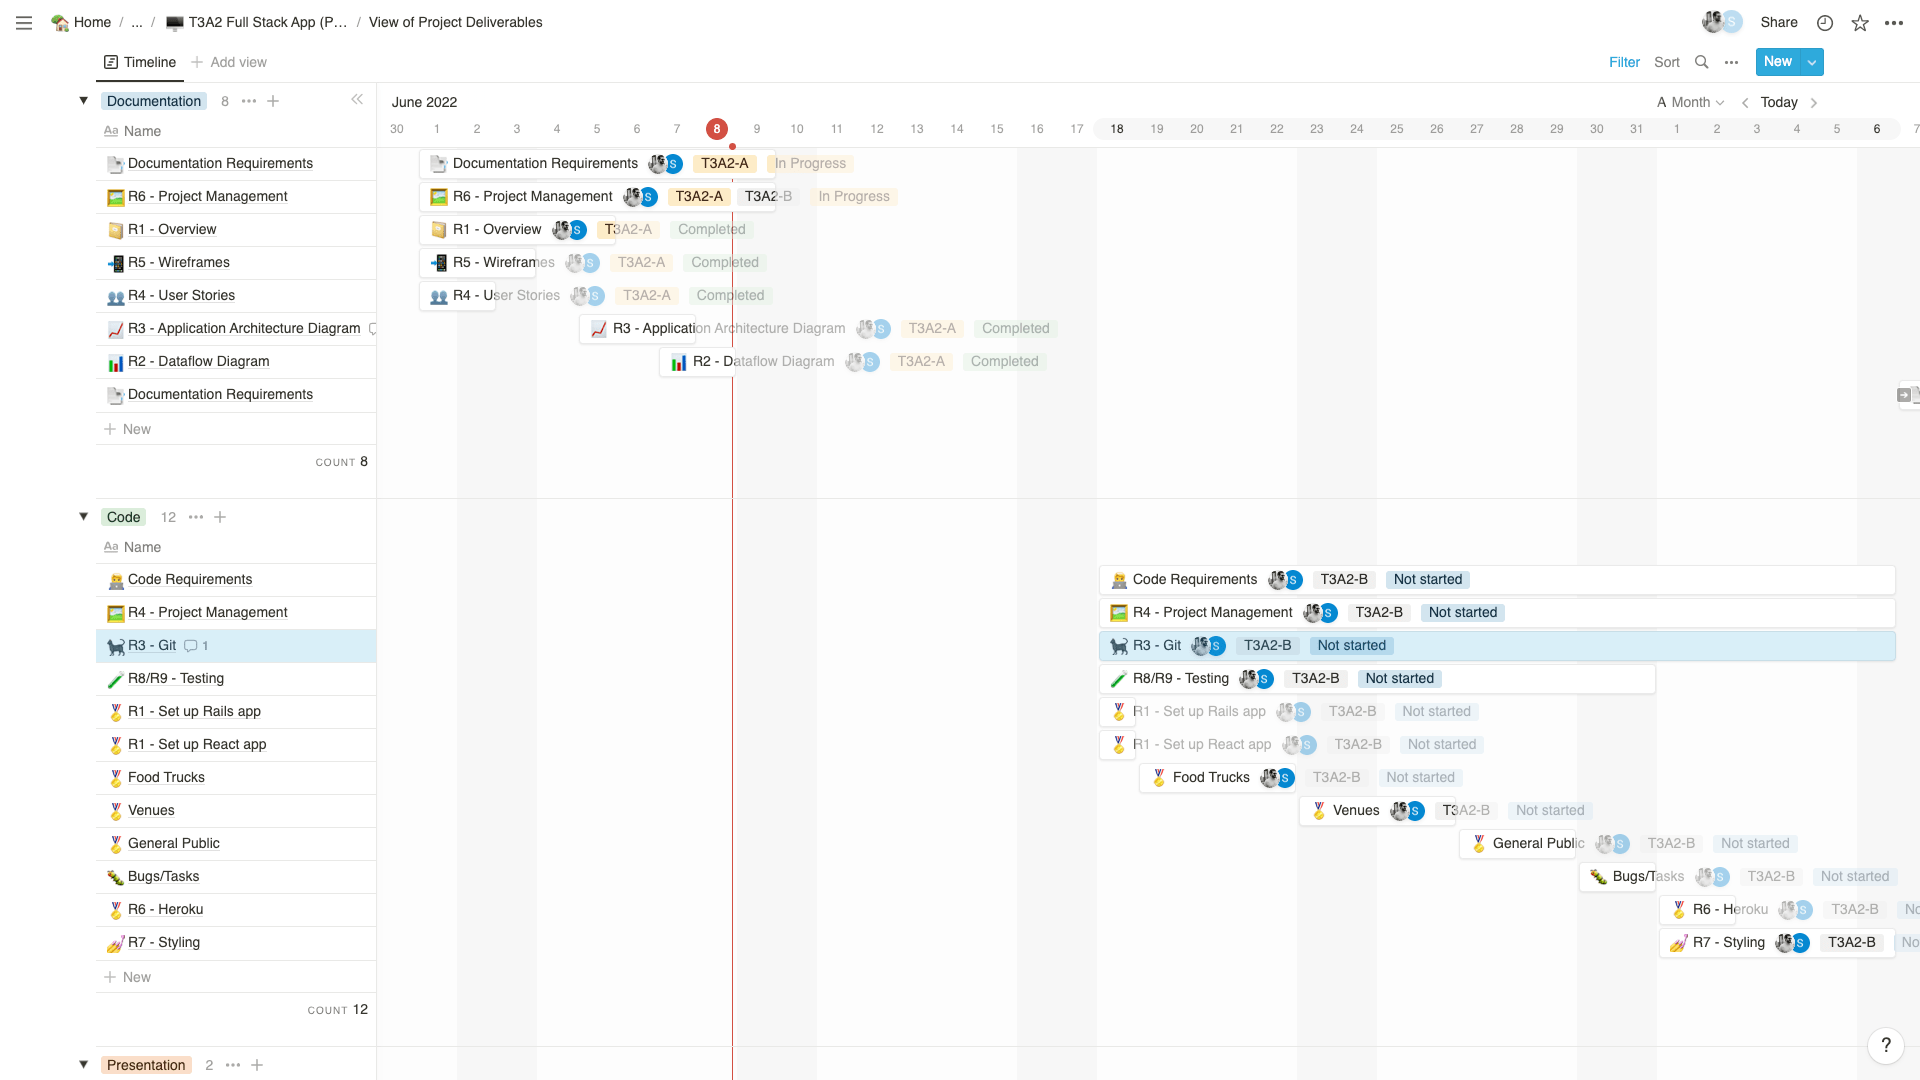 Home / ... / T3A2 Full Stack App (P... / View of Project Deliverables
S Share
Timeline Add view
Filter Sort New
Documentation 8
June 2022
A Month Today
Aa Name
30 1 2 3 4 5 6 7 8 9 10 11 12 13 14 15 16 17 18 19 20 21 22 23 24 25 26 27 28 29 30 31 1 2 3 4 5 6 7
Documentation Requirements
Documentation Requirements S T3A2-A In Progress
R6 - Project Management
R6 - Project Management S T3A2-A T3A2-B In Progress
R1 - Overview
R1 - Overview S T3A2-A Completed
R5 - Wireframes
R5 - Wireframes S T3A2-A Completed
R4 - User Stories
R4 - User Stories S T3A2-A Completed
R3 - Application Architecture Diagram
R3 - Application Architecture Diagram S T3A2-A Completed
R2 - Dataflow Diagram
R2 - Dataflow Diagram S T3A2-A Completed
Documentation Requirements
New
COUNT 8
Code 12
Aa Name
Code Requirements
Code Requirements S T3A2-B Not started
R4 - Project Management
R4 - Project Management S T3A2-B Not started
R3 - Git 1
R3 - Git S T3A2-B Not started
R8/R9 - Testing
R8/R9 - Testing S T3A2-B Not started
R1 - Set up Rails app
R1 - Set up Rails app S T3A2-B Not started
R1 - Set up React app
R1 - Set up React app S T3A2-B Not started
Food Trucks
Food Trucks S T3A2-B Not started
Venues
Venues S T3A2-B Not started
General Public
General Public S T3A2-B Not started
Bugs/Tasks
Bugs/Tasks S T3A2-B Not started
R6 - Heroku
R6 - Heroku S T3A2-B No
R7 - Styling
R7 - Styling S T3A2-B No
New
COUNT 12
Presentation 2
?